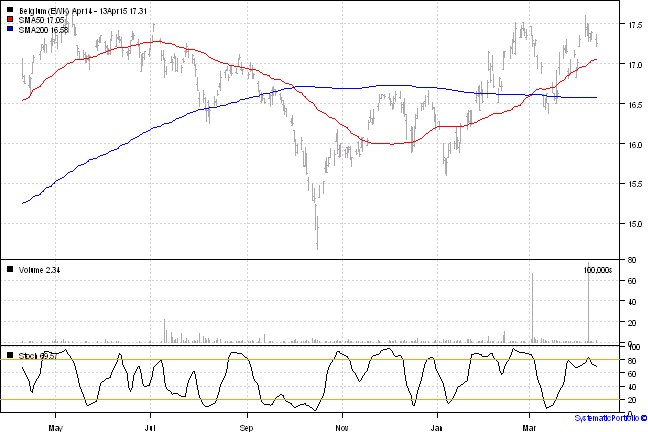 Belgium (EWK) Apr14 - 13Apr15 17.31
SMA50 17.05
SMA200 16.58
17.5
17.0
16.5
16.0
15.5
15.0
Volume 2.34
100,000s
80
60
40
20
0
Stoch 69.57
100
80
60
40
20
0
May
Jul
Sep
Nov
Jan
Mar
SystematicPortfolio ©